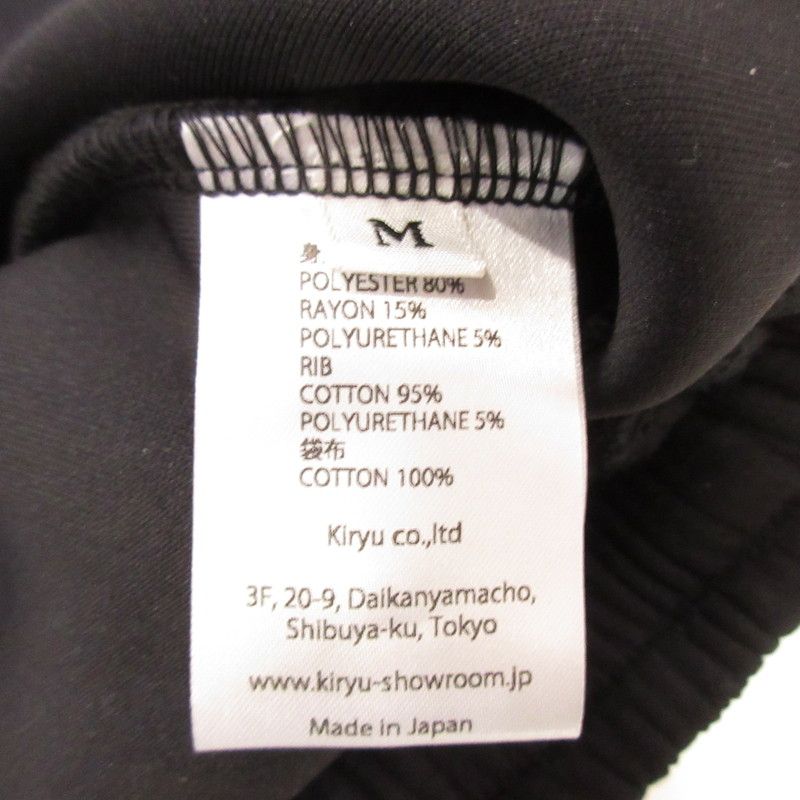 M
身
POLYESTER 80%
RAYON 15%
POLYURETHANE 5%
RIB
COTTON 95%
POLYURETHANE 5%
袋布
COTTON 100%
Kiryu co.,ltd
3F, 20-9, Daikanyamacho,
Shibuya-ku, Tokyo
www.kiryu-showroom.jp
Made in Japan